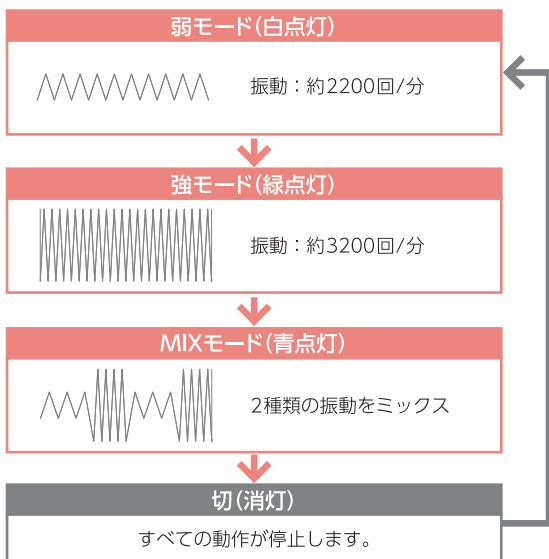 弱モード(白点灯)
振動：約2200回/分
強モード(緑点灯)
振動：約3200回/分
MIXモード(青点灯)
2種類の振動をミックス
切(消灯)
すべての動作が停止します。